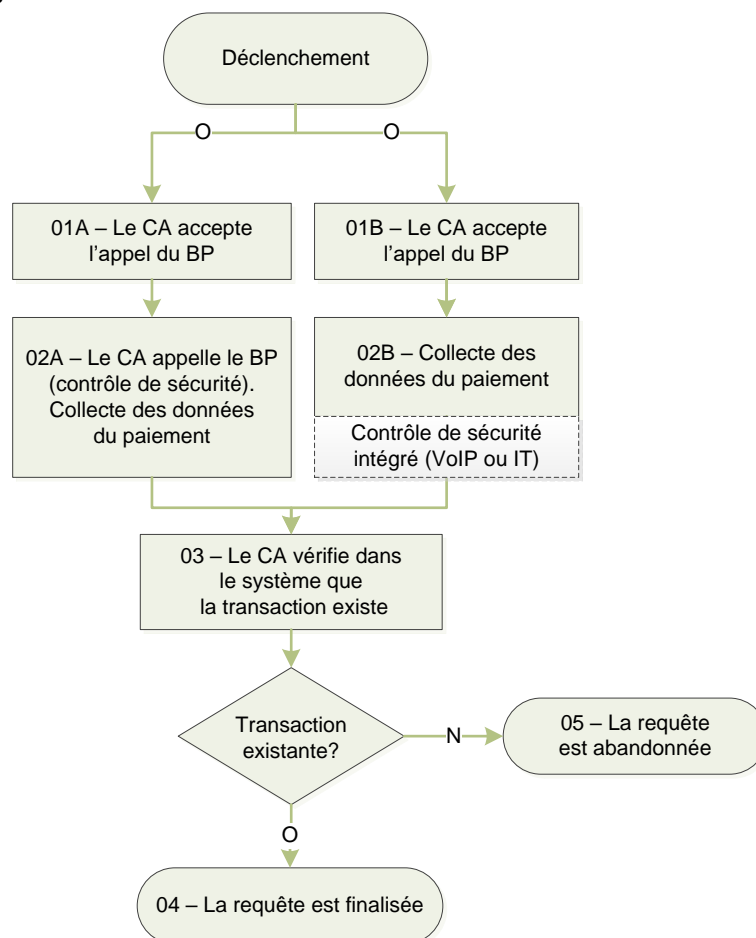 Déclenchement
O
O
01A – Le CA accepte
l'appel du BP
01B – Le CA accepte
l'appel du BP
02A – Le CA appelle le BP
(contrôle de sécurité).
Collecte des données
du paiement
02B – Collecte des
données du paiement
Contrôle de sécurité
intégré (VoIP ou IT)
03 – Le CA vérifie dans
le système que
la transaction existe
Transaction
existante?
N
05 – La requête
est abandonnée
O
04 – La requête est finalisée